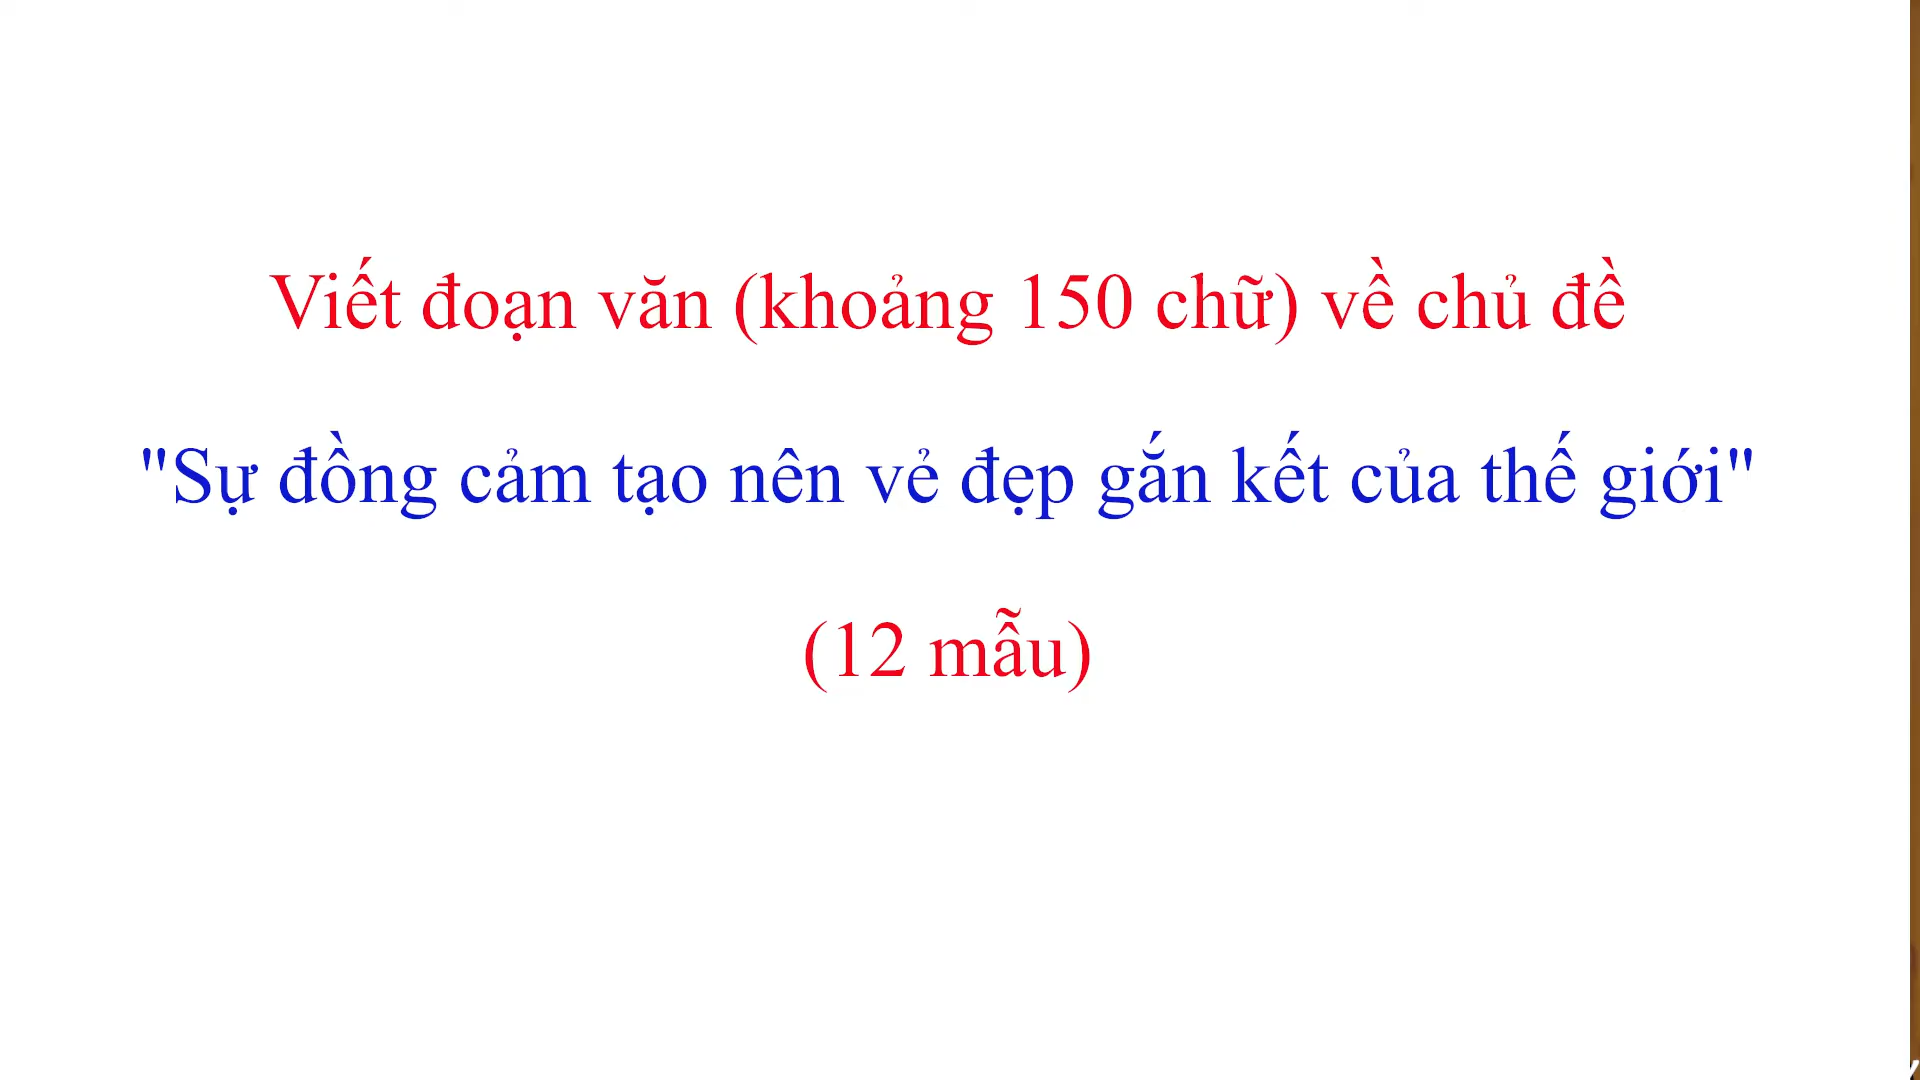 Viết đoạn văn (khoảng 150 chữ) về chủ đề
"Sự đồng cảm tạo nên vẻ đẹp gắn kết của thế giới"
(12 mẫu)